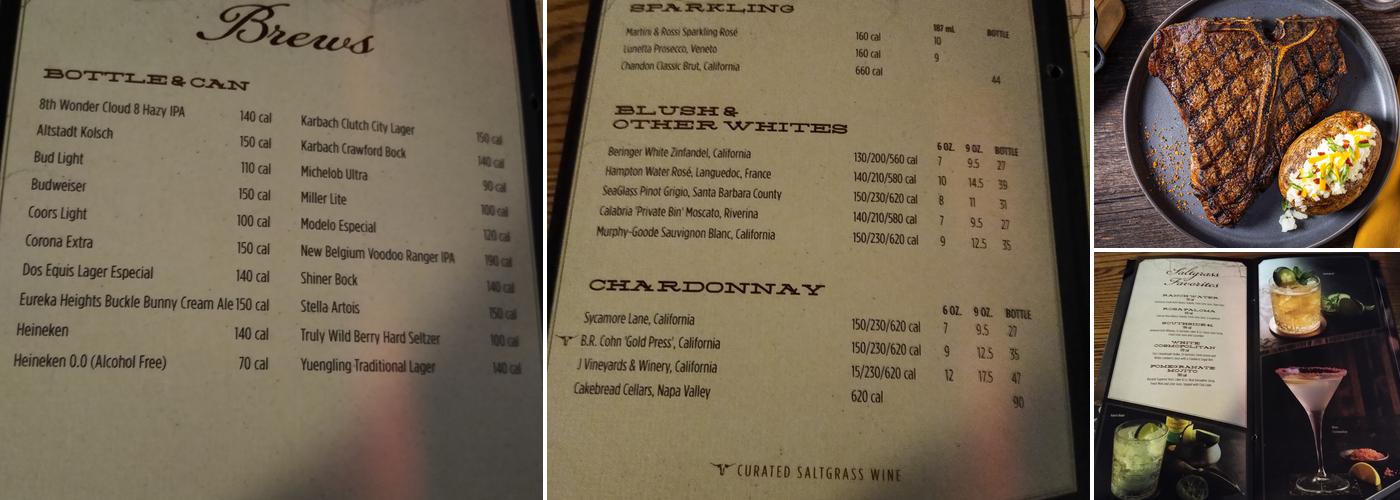 Brews
BOTTLE & CAN
8th Wonder Cloud 8 Hazy IPA 140 cal
Altstadt Kolsch 150 cal
Bud Light 110 cal
Budweiser 150 cal
Coors Light 100 cal
Corona Extra 150 cal
Dos Equis Lager Especial 140 cal
Eureka Heights Buckle Bunny Cream Ale 150 cal
Heineken 140 cal
Heineken 0.0 (Alcohol Free) 70 cal
Karbach Clutch City Lager 150 cal
Karbach Crawford Bock 140 cal
Michelob Ultra 90 cal
Miller Lite 100 cal
Modelo Especial 120 cal
New Belgium Voodoo Ranger IPA 190 cal
Shiner Bock 140 cal
Stella Artois 150 cal
Truly Wild Berry Hard Seltzer 100 cal
Yuengling Traditional Lager 140 cal
SPARKLING
187 mL BOTTLE
Martini & Rossi Sparkling Rosé 160 cal 10
Lunetta Prosecco, Veneto 160 cal 9
Chandon Classic Brut, California 660 cal 44
BLUSH &
OTHER WHITES
6 OZ. 9 OZ. BOTTLE
Beringer White Zinfandel, California 130/200/560 cal 7 9.5 27
Hampton Water Rosé, Languedoc, France 140/210/580 cal 10 14.5 39
SeaGlass Pinot Grigio, Santa Barbara County 150/230/620 cal 8 11 31
Calabria 'Private Bin' Moscato, Riverina 140/210/580 cal 7 9.5 27
Murphy-Goode Sauvignon Blanc, California 150/230/620 cal 9 12.5 35
CHARDONNAY
6 OZ. 9 OZ. BOTTLE
Sycamore Lane, California 150/230/620 cal 7 9.5 27
B.R. Cohn 'Gold Press', California 150/230/620 cal 9 12.5 35
J Vineyards & Winery, California 15/230/620 cal 12 17.5 47
Cakebread Cellars, Napa Valley 620 cal 90
CURATED SALTGRASS WINE
Saltgrass
Favorites
RANCH WATER
ROSA PALOMA
SOUTHSIDE
WHITE
COSMOPOLITAN
POMEGRANATE
MOJITO